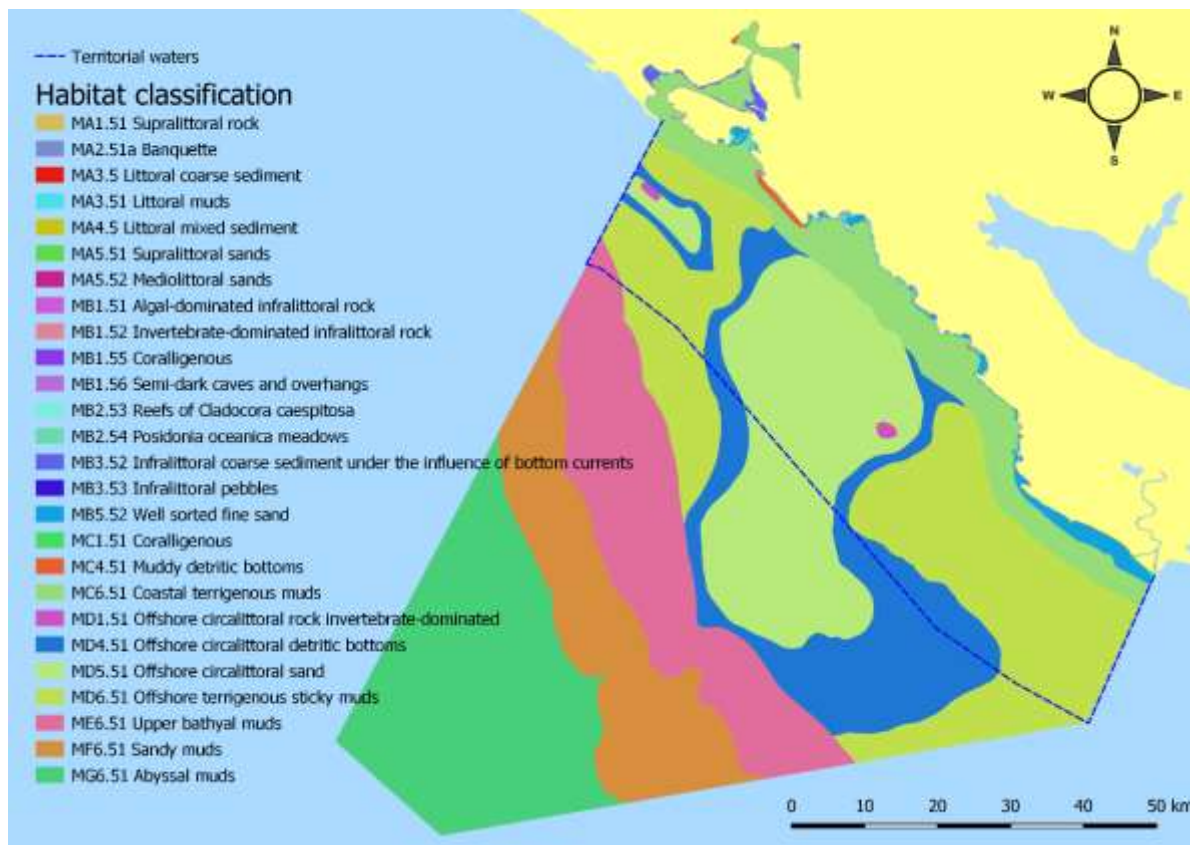 Territorial waters
Habitat classification
MA1.51 Supralittoral rock
MA2.51a Banquette
MA3.5 Littoral coarse sediment
MA3.51 Littoral muds
MA4.5 Littoral mixed sediment
MA5.51 Supralittoral sands
MA5.52 Mediolittoral sands
MB1.51 Algal-dominated infralittoral rock
MB1.52 Invertebrate-dominated infralittoral rock
MB1.55 Coralligenous
MB1.56 Semi-dark caves and overhangs
MB2.53 Reefs of Cladocora caespitosa
MB2.54 Posidonia oceanica meadows
MB3.52 Infralittoral coarse sediment under the influence of bottom currents
MB3.53 Infralittoral pebbles
MB5.52 Well sorted fine sand
MC1.51 Coralligenous
MC4.51 Muddy detritic bottoms
MC6.51 Coastal terrigenous muds
MD1.51 Offshore circalittoral rock invertebrate-dominated
MD4.51 Offshore circalittoral detritic bottoms
MD5.51 Offshore circalittoral sand
MD6.51 Offshore terrigenous sticky muds
ME6.51 Upper bathyal muds
MF6.51 Sandy muds
MG6.51 Abyssal muds
N
W E
S
0 10 20 30 40 50 km